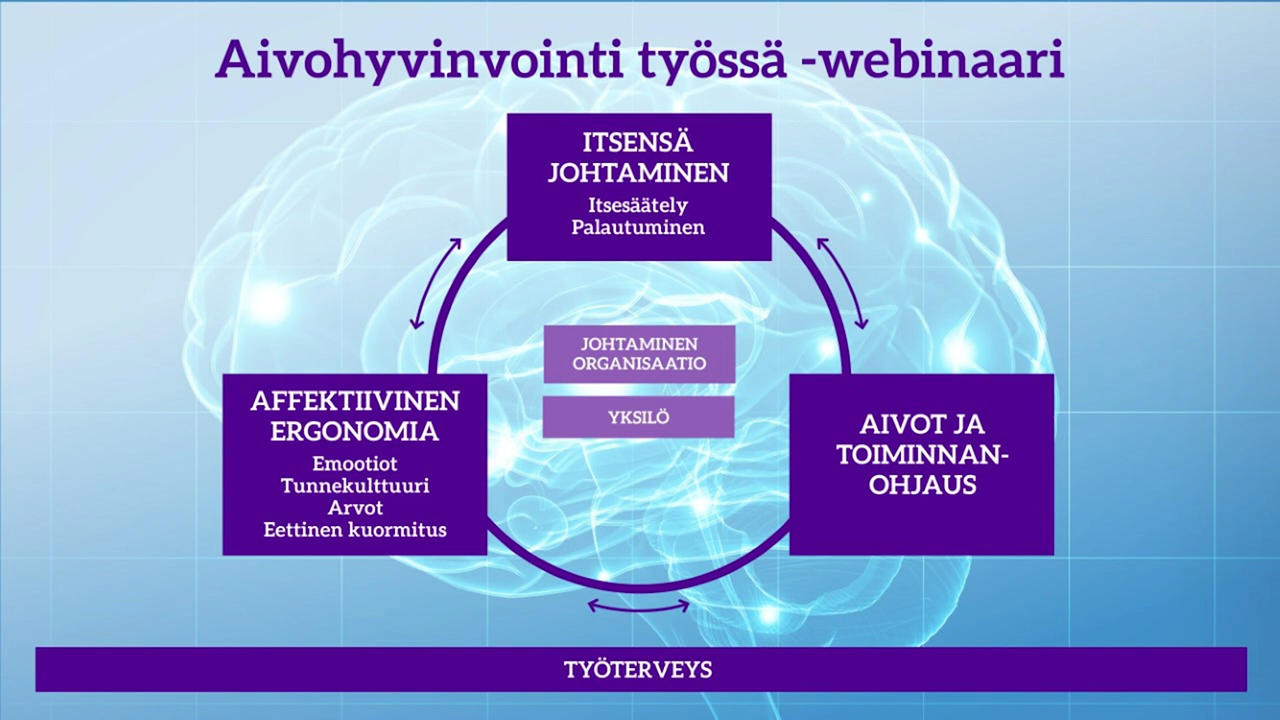 Aivohyvinvointi työssä -webinaari
ITSENSÄ
JOHTAMINEN
Itsesäätely
Palautuminen
JOHTAMINEN
ORGANISAATIO
YKSILÖ
AFFEKTIIVINEN
ERGONOMIA
Emootiot
Tunnekulttuuri
Arvot
Eettinen kuormitus
AIVOT JA
TOIMINNAN-
OHJAUS
TYÖTERVEYS